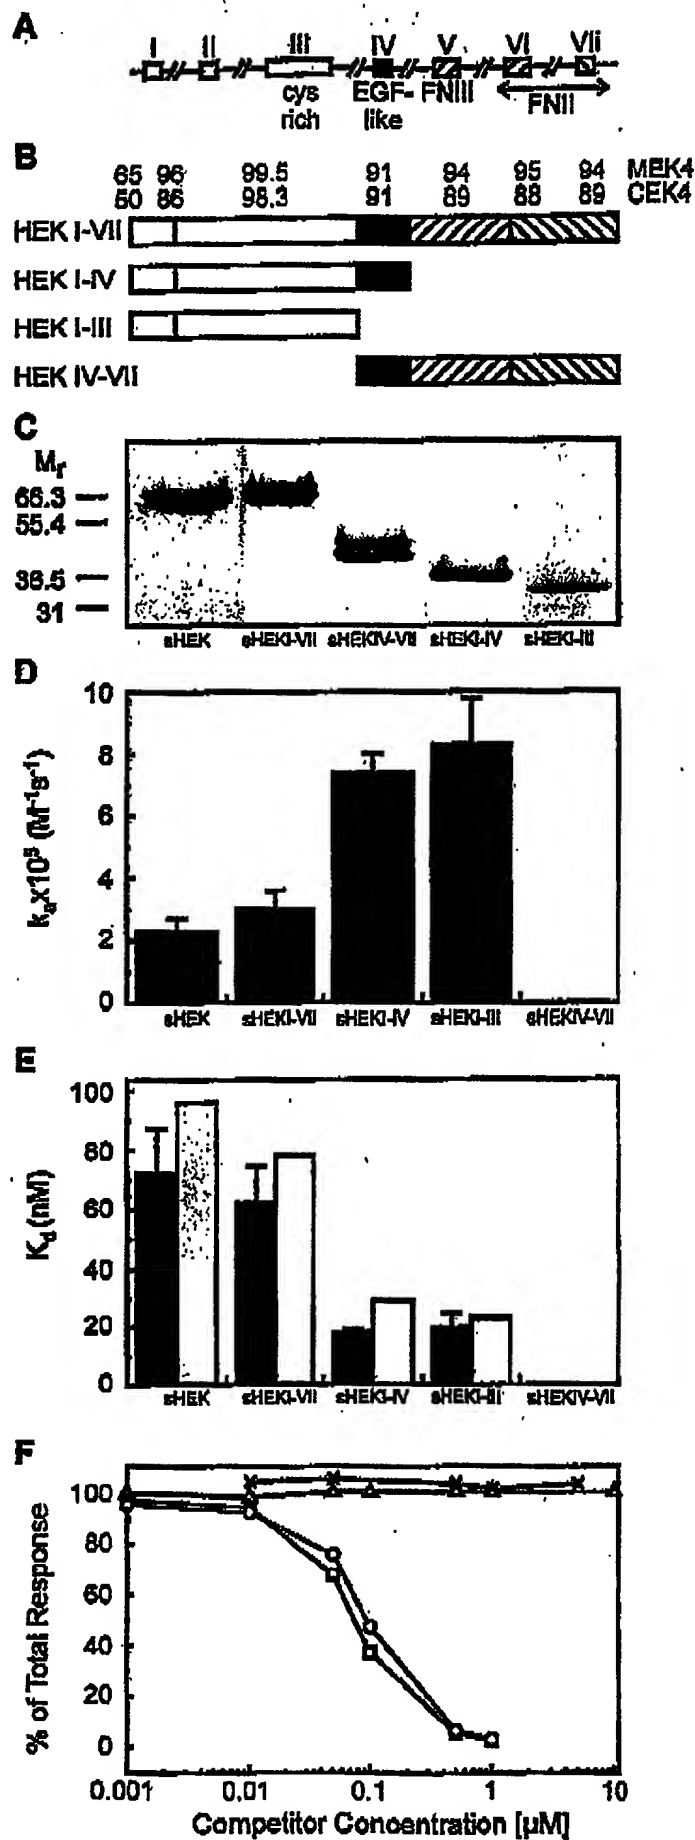 A
I II III IV V VI VII
cys EGF- FNIII FNII
rich like
B
65 96 99.5 91 94 95 94 MEK4
60 86 98.3 91 89 88 89 CEK4
HEK I-VII
HEK I-IV
HEK I-III
HEK IV-VII
C
Mr
66.3
55.4
36.5
31
sHEK sHEKI-VII sHEKIV-VII sHEKI-IV sHEKI-III
D
kax10⁵ (M⁻¹s⁻¹)
10
8
6
4
2
0
sHEK sHEKI-VII sHEKI-IV sHEKI-III sHEKIV-VII
E
Kd (nM)
100
80
60
40
20
0
sHEK sHEKI-VII sHEKI-IV sHEKI-III sHEKIV-VII
F
% of Total Response
100
80
60
40
20
0
0.001 0.01 0.1 1 10
Competitor Concentration [µM]